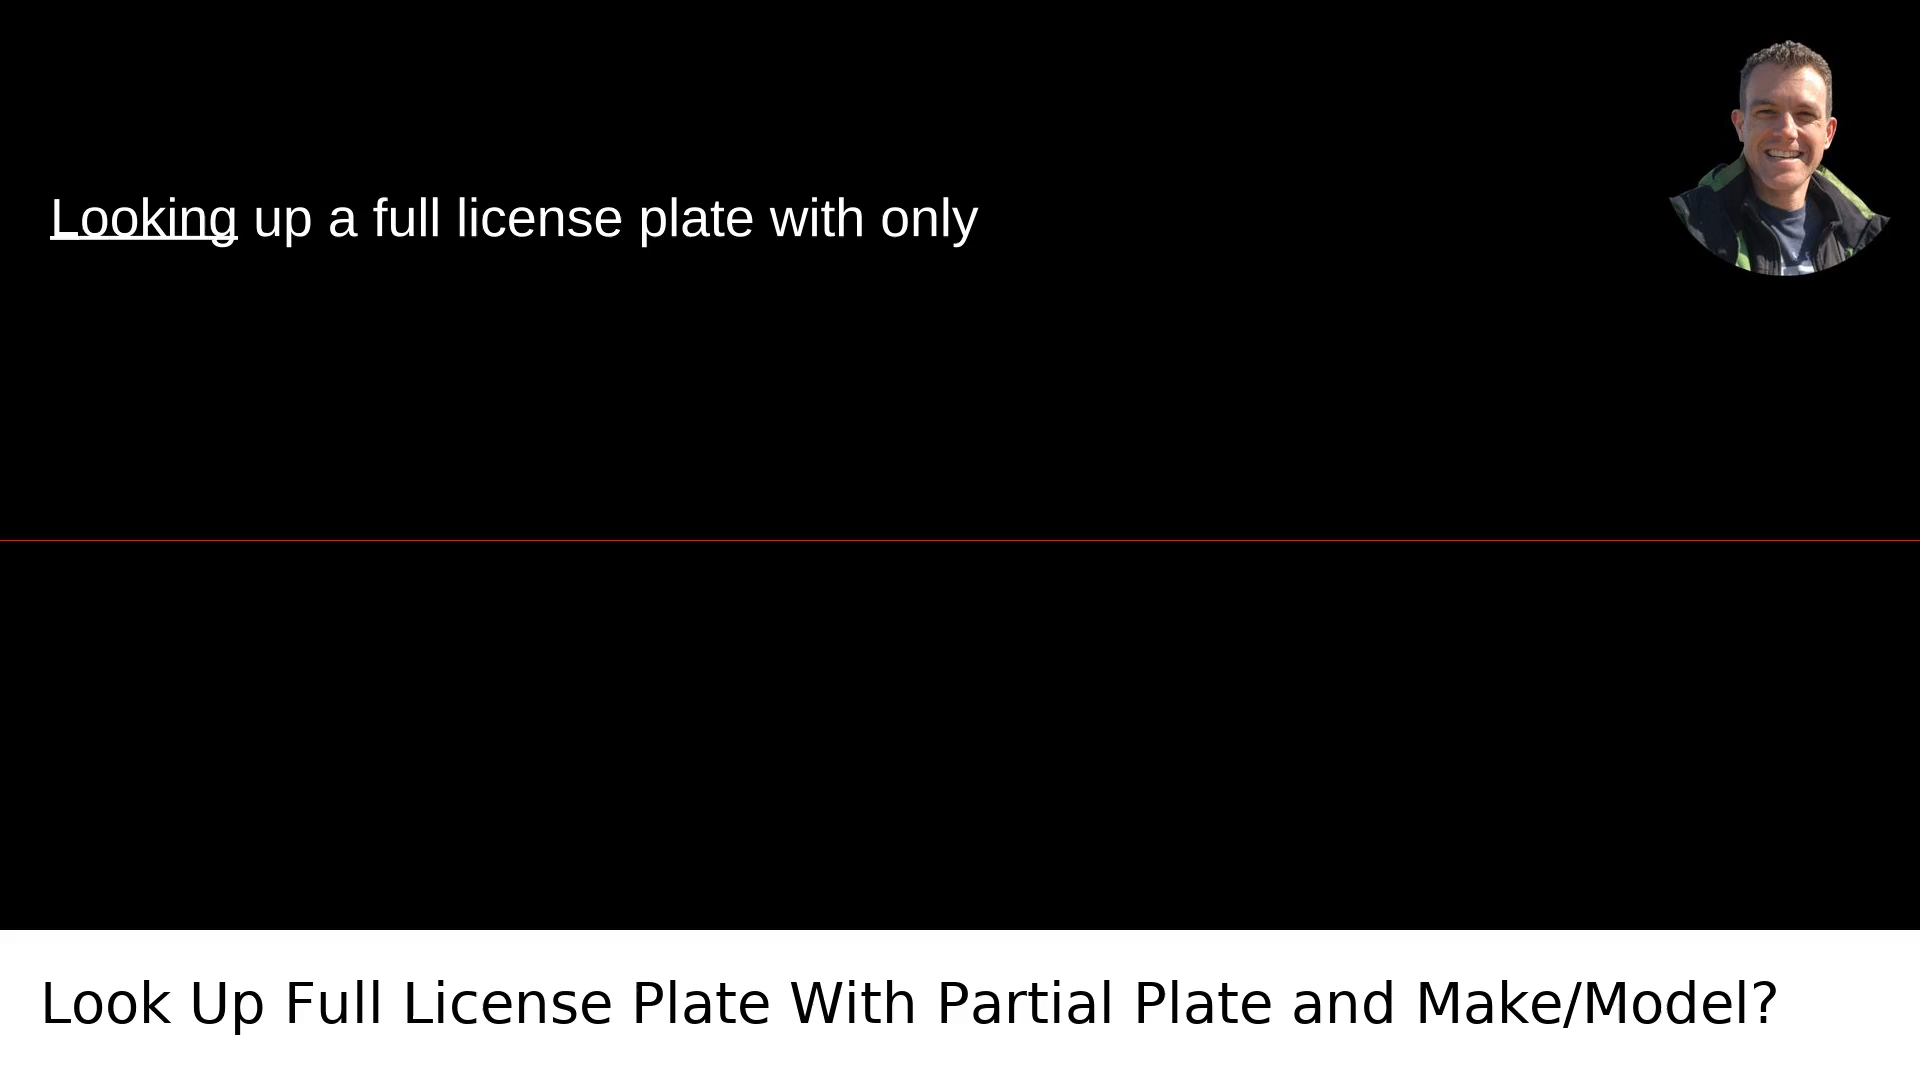 Looking up a full license plate with only
Look Up Full License Plate With Partial Plate and Make/Model?